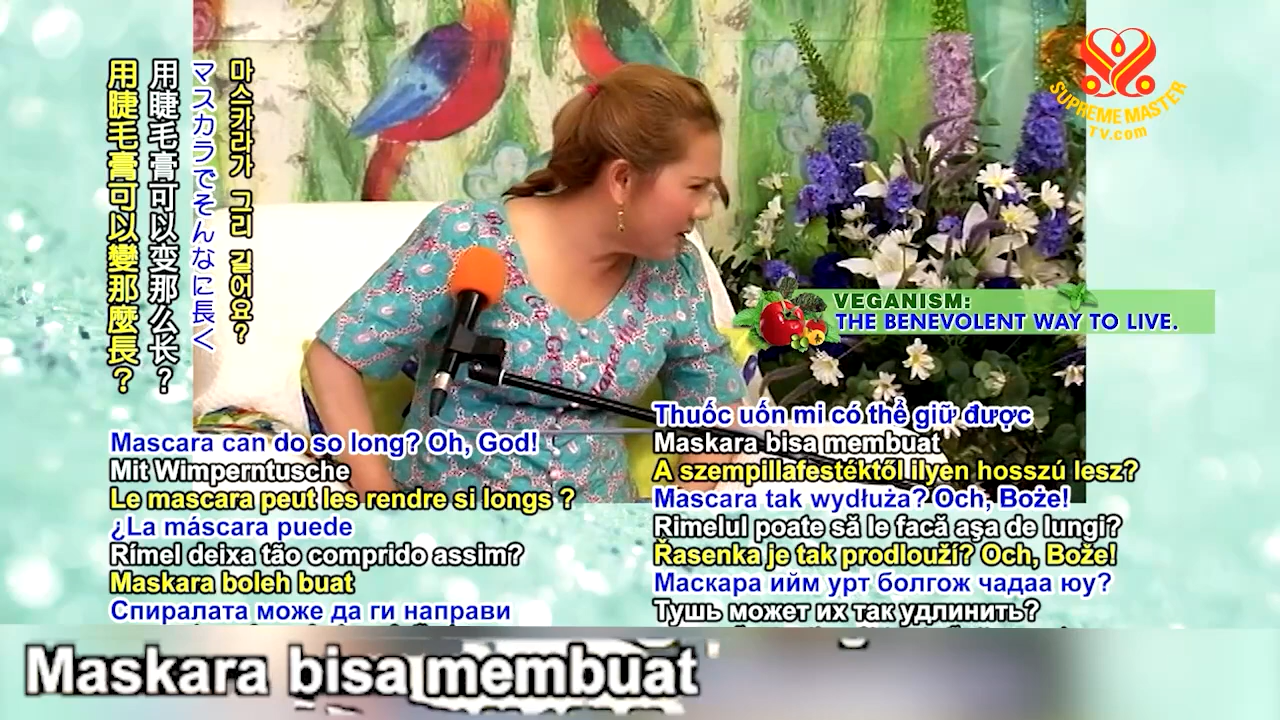 用睫毛膏可以變那麼長？
用睫毛膏可以变那么长？
マスカラでそんなに長く
마스카라가 그리 길어요?
SUPREME MASTER
TV.com
VEGANISM:
THE BENEVOLENT WAY TO LIVE.
Mascara can do so long? Oh, God!
Mit Wimperntusche
Le mascara peut les rendre si longs ?
¿La máscara puede
Rímel deixa tão comprido assim?
Maskara boleh buat
Спиралата може да ги направи
Thuốc uốn mi có thể giữ được
Maskara bisa membuat
A szempillafestéktől ilyen hosszú lesz?
Mascara tak wydłuża? Och, Boże!
Rimelul poate să le facă aşa de lungi?
Řasenka je tak prodlouží? Och, Bože!
Маскара ийм урт болгож чадаа юу?
Тушь может их так удлинить?
Maskara bisa membuat